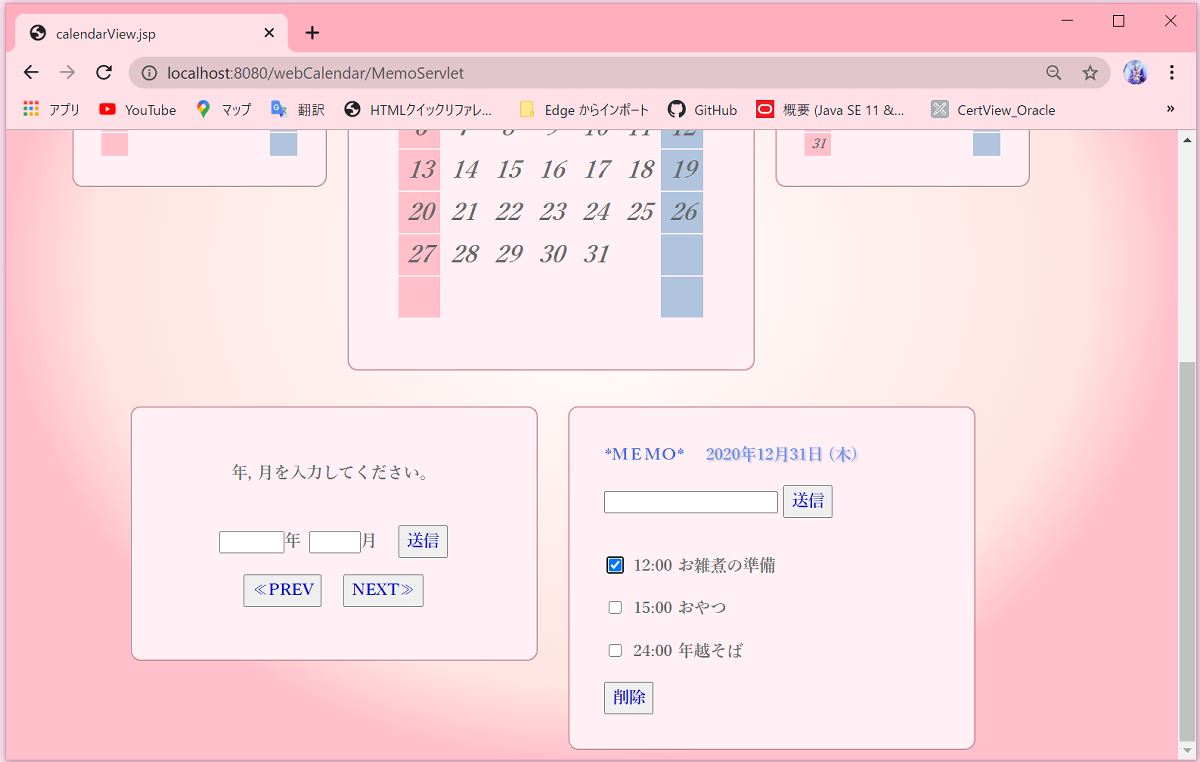 calendarView.jsp
localhost:8080/webCalendar/MemoServlet
アプリ YouTube マップ 翻訳 HTMLクイックリファレ... Edge からインポート GitHub 概要 (Java SE 11 &... CertView_Oracle »
6 7 8 9 10 11 12
31
13 14 15 16 17 18 19
20 21 22 23 24 25 26
27 28 29 30 31
年, 月を入力してください。
年 月 送信
≪PREV NEXT≫
*MEMO* 2020年12月31日 (木)
送信
12:00 お雑煮の準備
15:00 おやつ
24:00 年越そば
削除